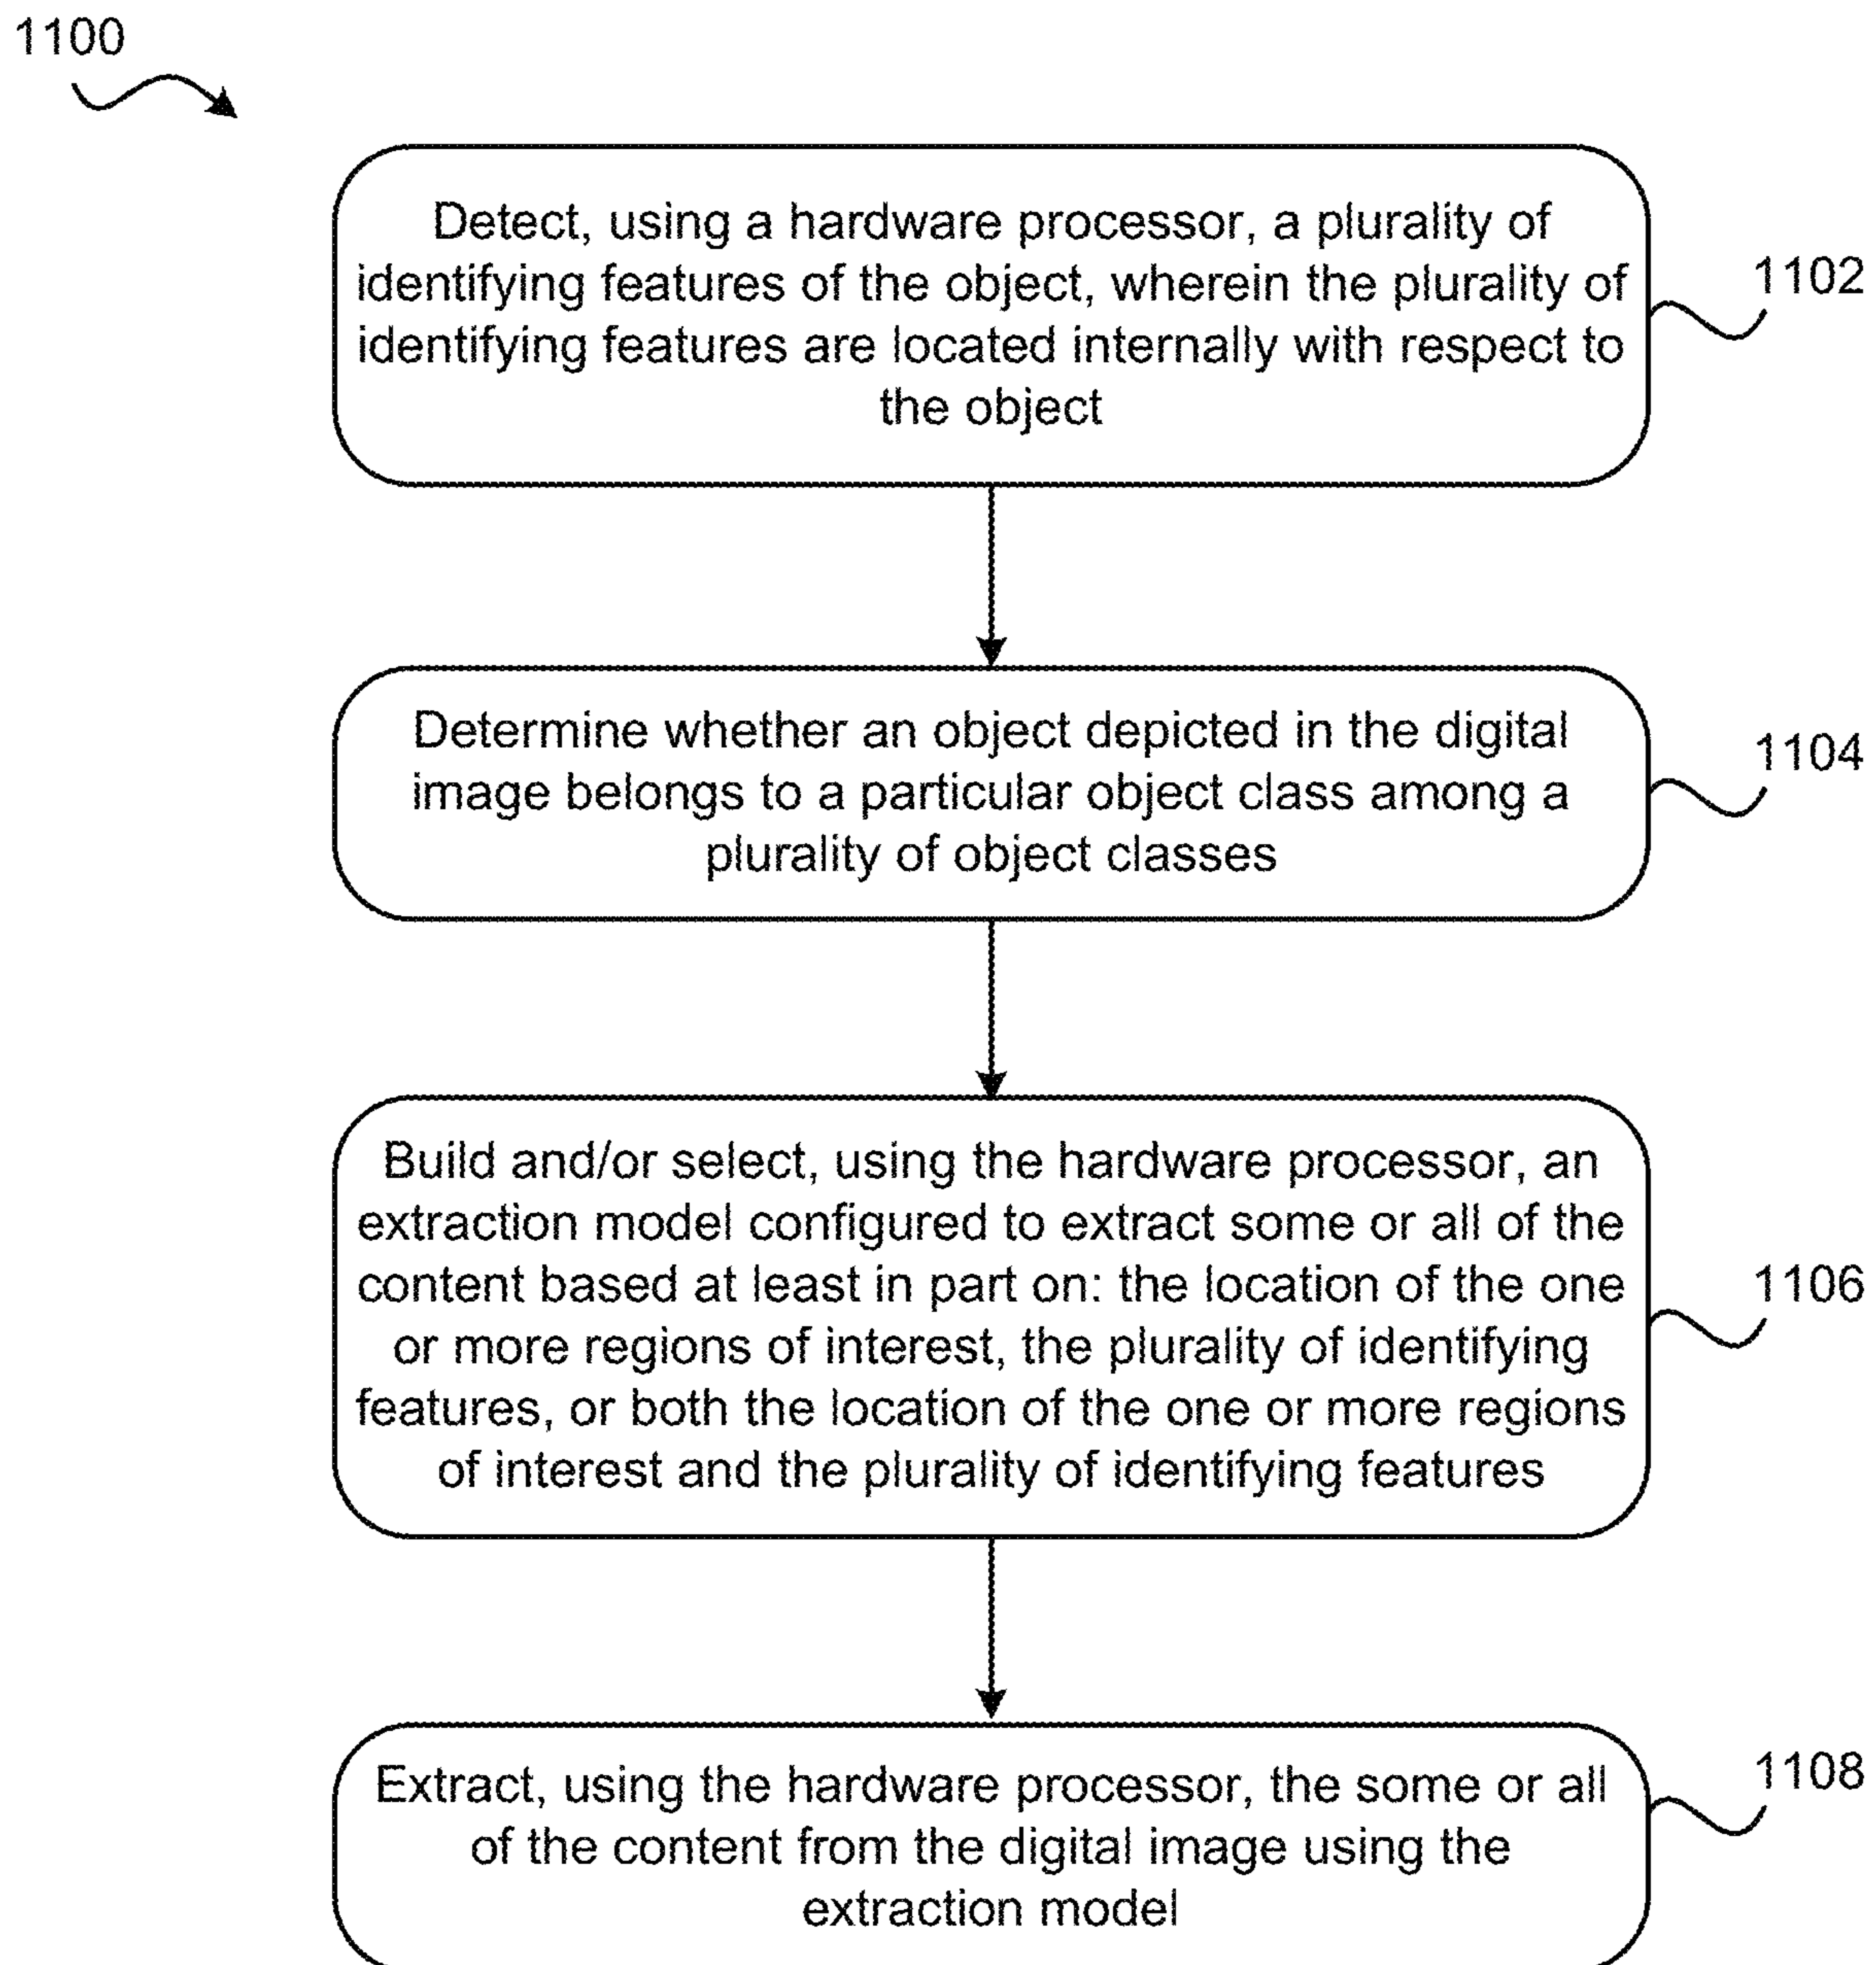 1100
Detect, using a hardware processor, a plurality of
identifying features of the object, wherein the plurality of
identifying features are located internally with respect to
the object
1102
Determine whether an object depicted in the digital
image belongs to a particular object class among a
plurality of object classes
1104
Build and/or select, using the hardware processor, an
extraction model configured to extract some or all of the
content based at least in part on: the location of the one
or more regions of interest, the plurality of identifying
features, or both the location of the one or more regions
of interest and the plurality of identifying features
1106
Extract, using the hardware processor, the some or all
of the content from the digital image using the
extraction model
1108